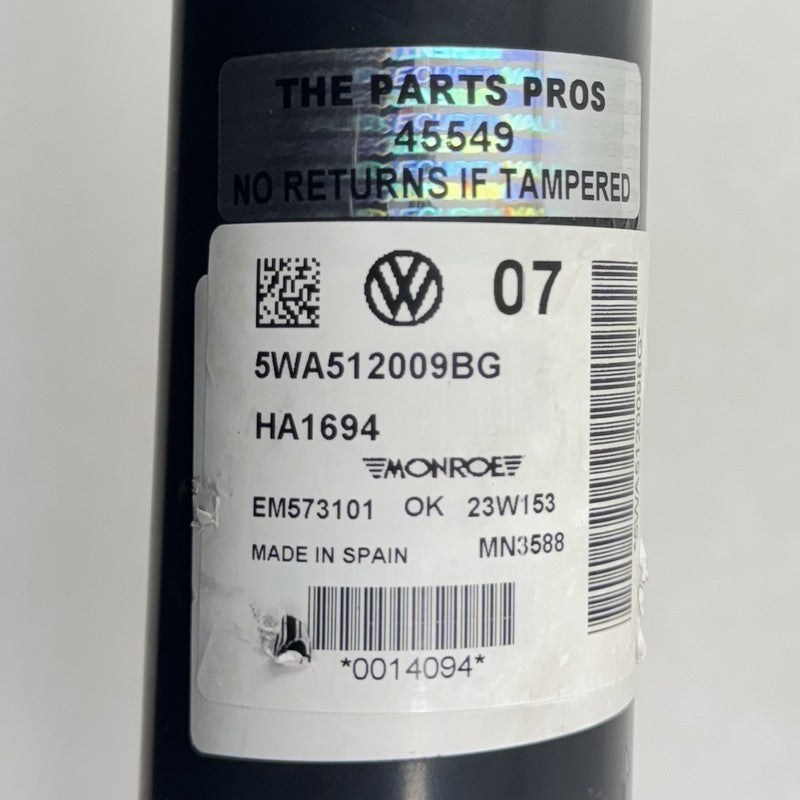 THE PARTS PROS
45549
NO RETURNS IF TAMPERED
07
5WA512009BG
HA1694
MONROE
EM573101 OK 23W153
MADE IN SPAIN MN3588
*0014094*
*5WA512009BG*